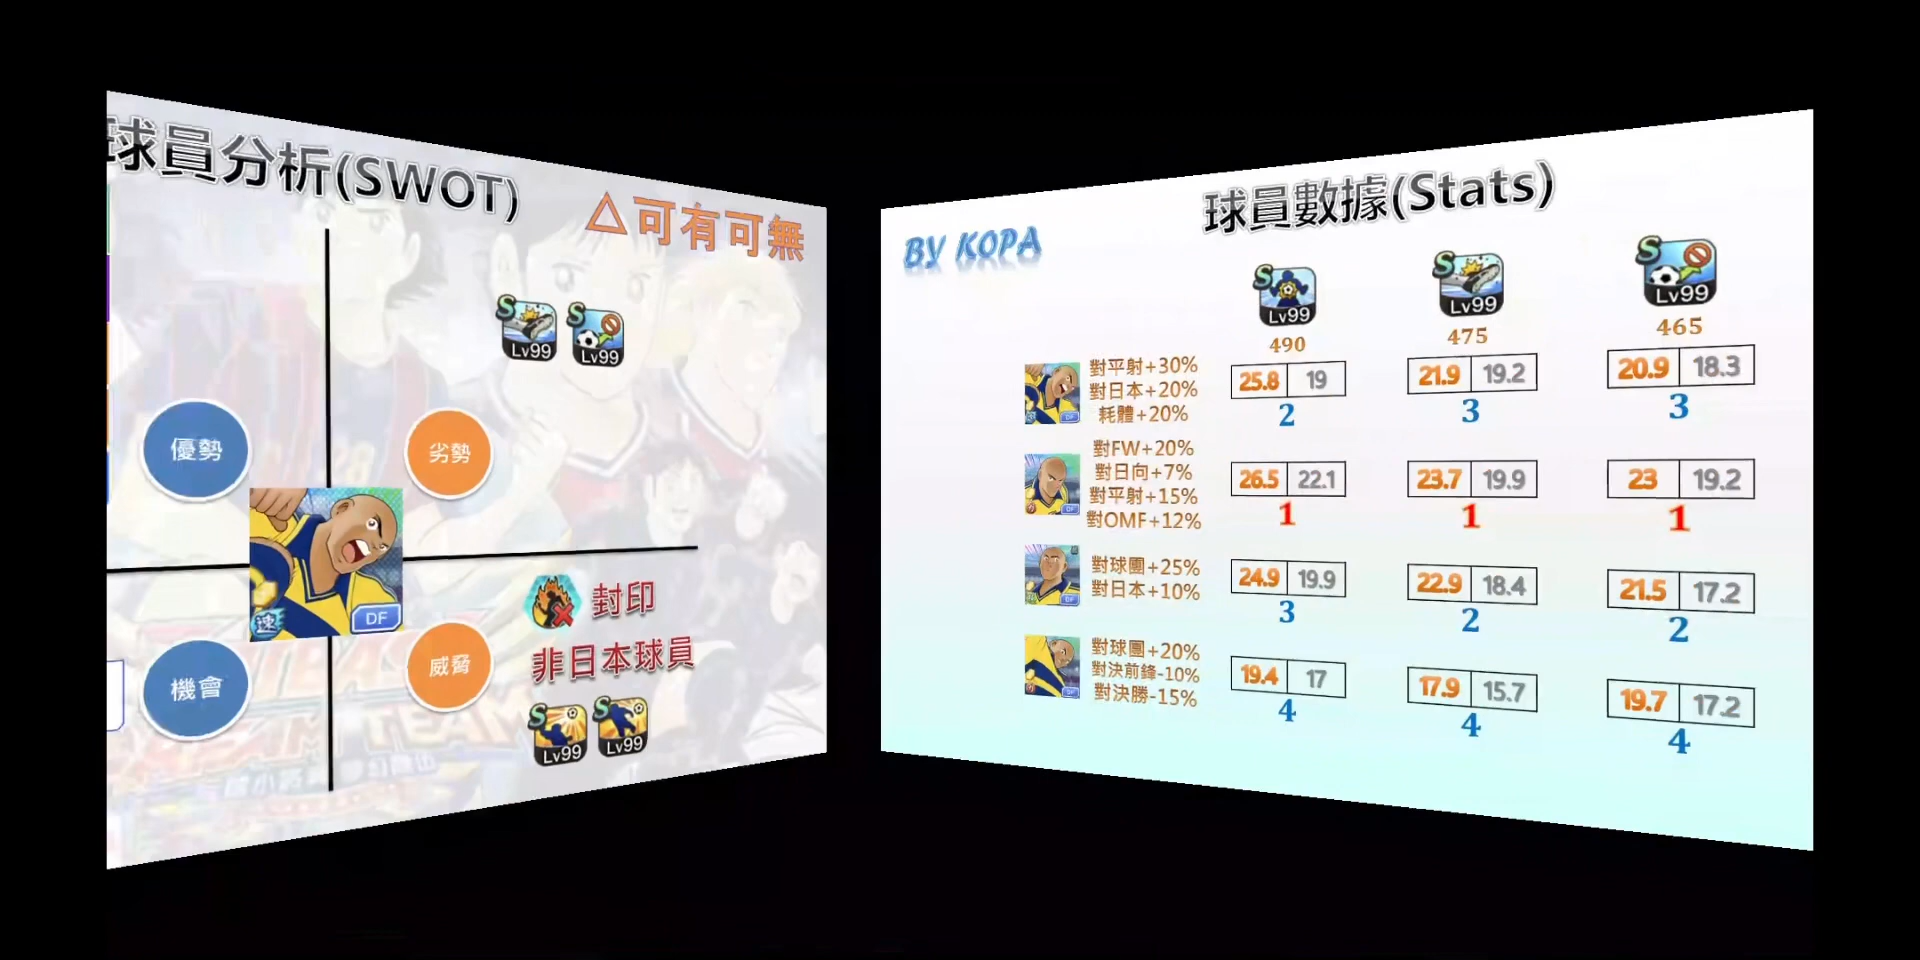 球員分析(SWOT)
△可有可無
S Lv99
S Lv99
優勢
劣勢
速 DF
機會
威脅
封印
非日本球員
S Lv99
S Lv99
球員數據(Stats)
BY KOPA
S Lv99
S Lv99
S Lv99
490
475
465
對平射+30%
對日本+20%
耗體+20%
DF
25.8 19
21.9 19.2
20.9 18.3
2
3
3
對FW+20%
對日向+7%
對平射+15%
對OMF+12%
DF
26.5 22.1
23.7 19.9
23 19.2
1
1
1
對球團+25%
對日本+10%
DF
24.9 19.9
22.9 18.4
21.5 17.2
3
2
2
對球團+20%
對決前鋒-10%
對決勝-15%
DF
19.4 17
17.9 15.7
19.7 17.2
4
4
4